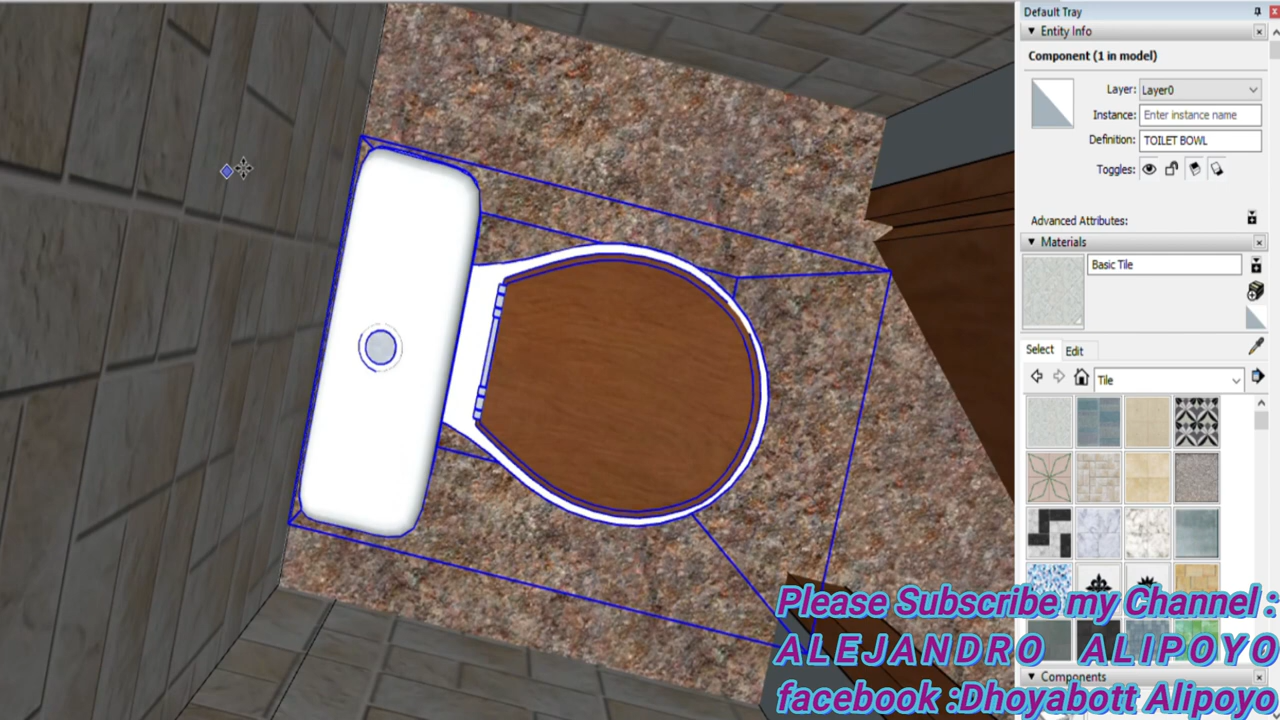 Default Tray
Entity Info
Component (1 in model)
Layer: Layer0
Instance: Enter instance name
Definition: TOILET BOWL
Toggles:
Advanced Attributes:
Materials
Basic Tile
Select Edit
Tile
Please Subscribe my Channel :
ALEJANDRO ALIPOYO
facebook :Dhoyabott Alipoyo
Components